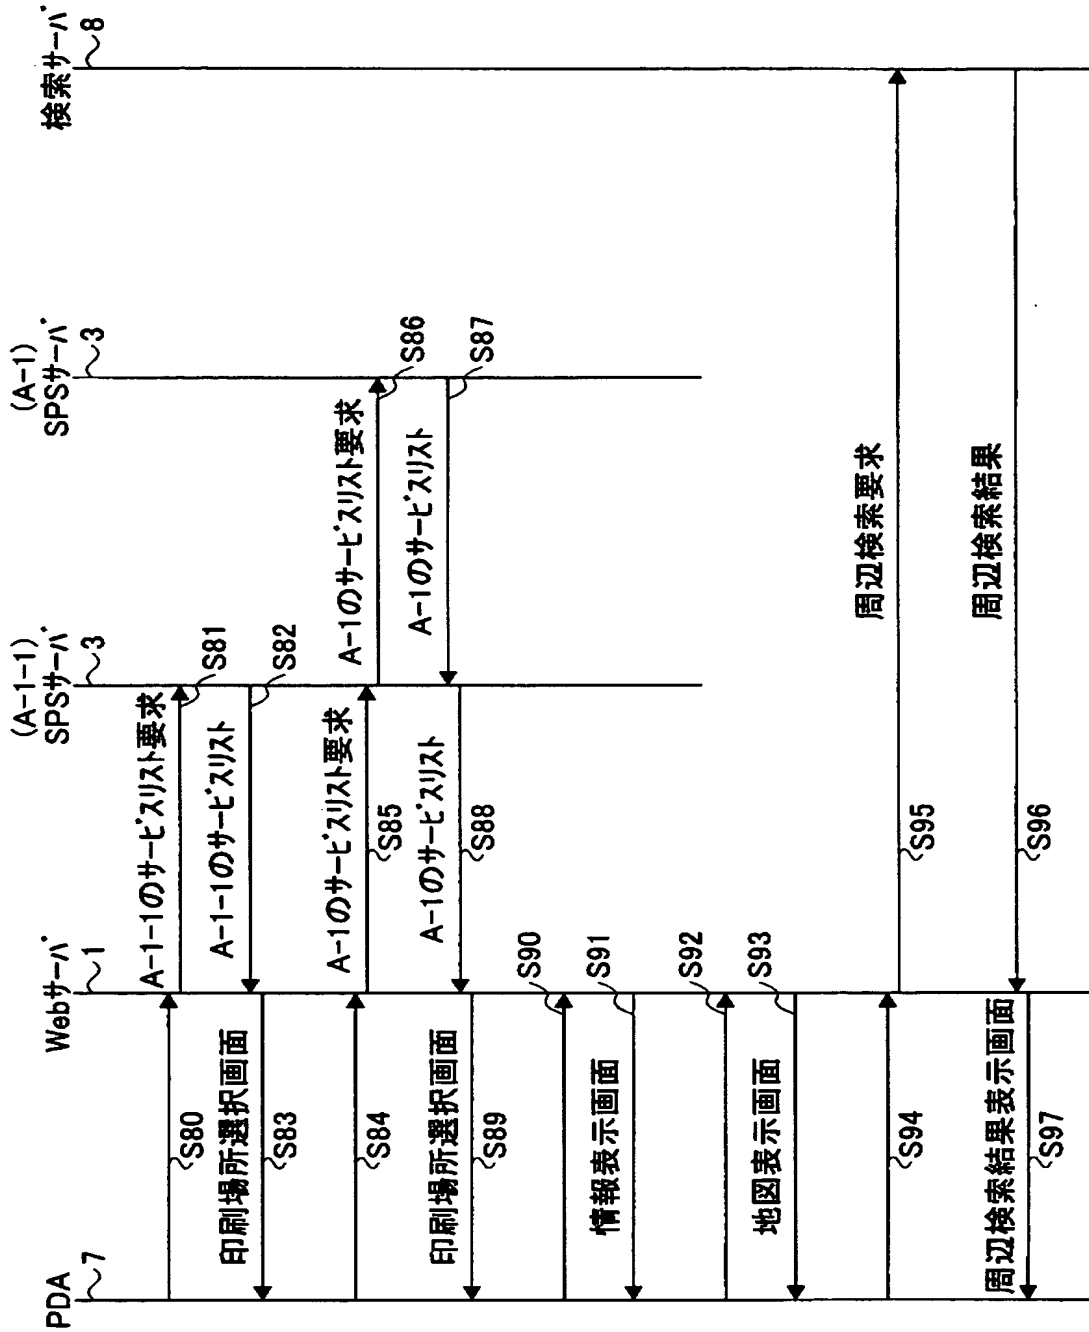 PDA
7
Webサーバ
1
(A-1-1)
SPSサーバ
3
(A-1)
SPSサーバ
3
検索サーバ
8
S80
A-1-1のサービスリスト要求
S81
A-1-1のサービスリスト
S82
印刷場所選択画面
S83
S84
A-1のサービスリスト要求
S85
A-1のサービスリスト要求
S86
A-1のサービスリスト
S87
A-1のサービスリスト
S88
印刷場所選択画面
S89
S90
情報表示画面
S91
S92
地図表示画面
S93
S94
周辺検索要求
S95
周辺検索結果
S96
周辺検索結果表示画面
S97